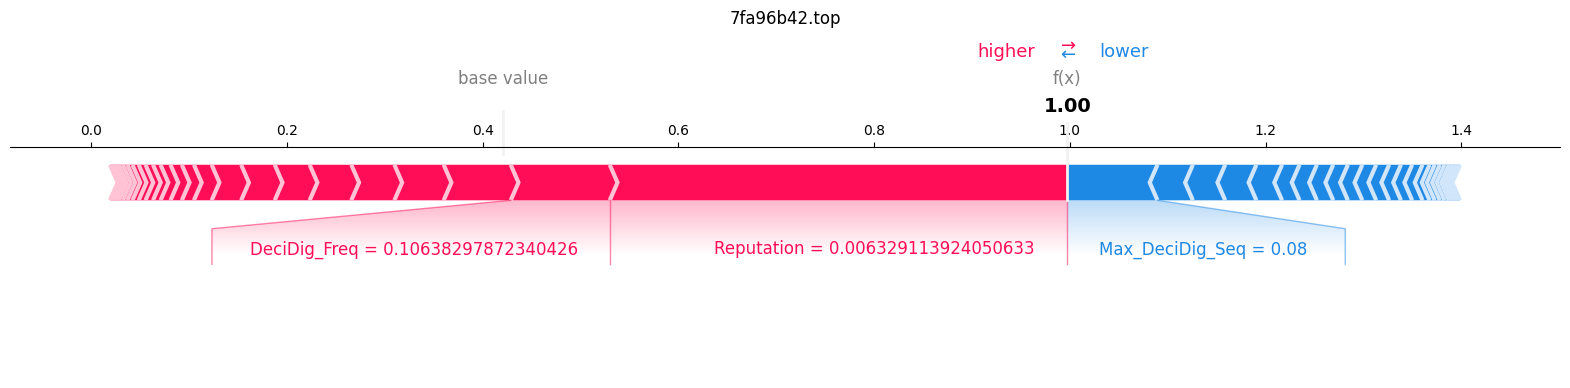 7fa96b42.top
higher → ← lower
base value f(x)
1.00
0.0 0.2 0.4 0.6 0.8 1.0 1.2 1.4
DeciDig_Freq = 0.10638297872340426 Reputation = 0.006329113924050633 Max_DeciDig_Seq = 0.08